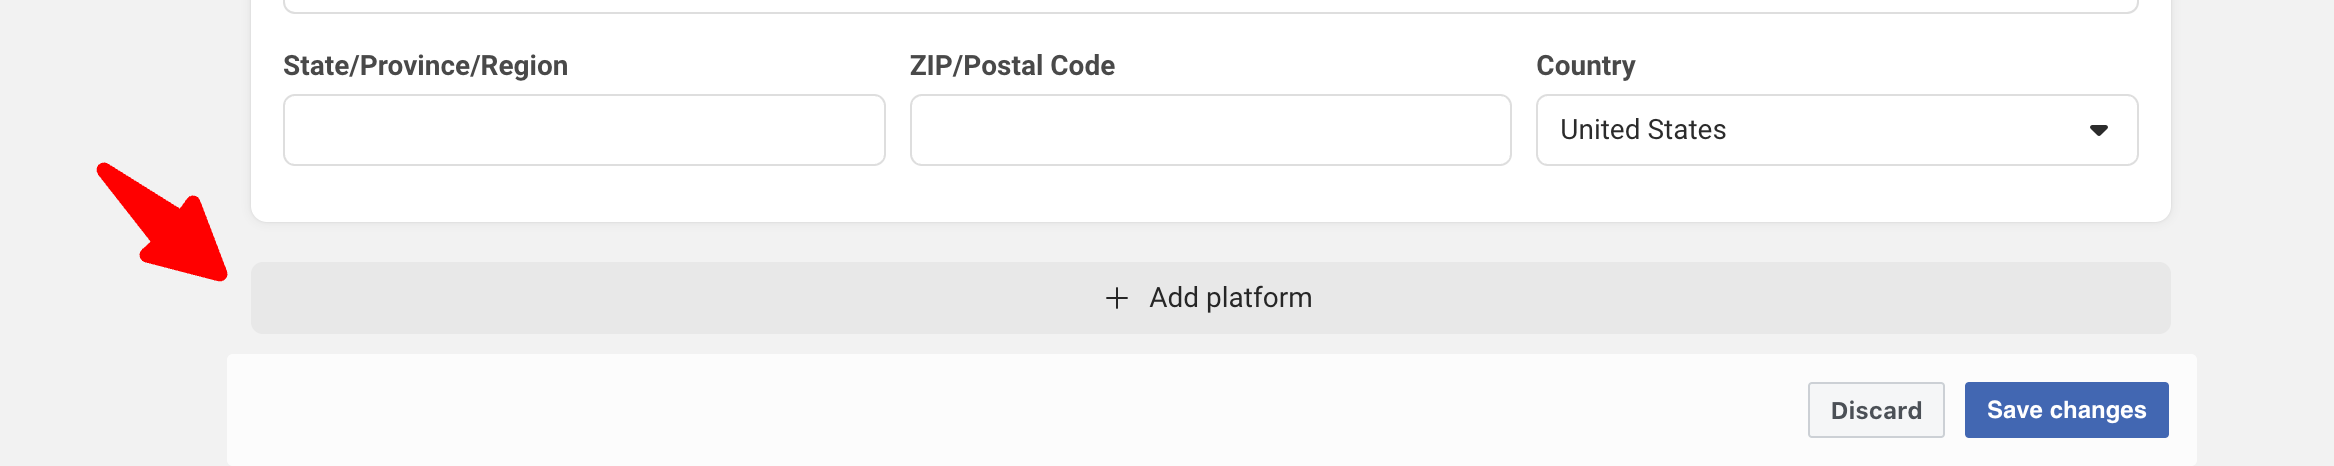 State/Province/Region
ZIP/Postal Code
Country
United States
+ Add platform
Discard
Save changes